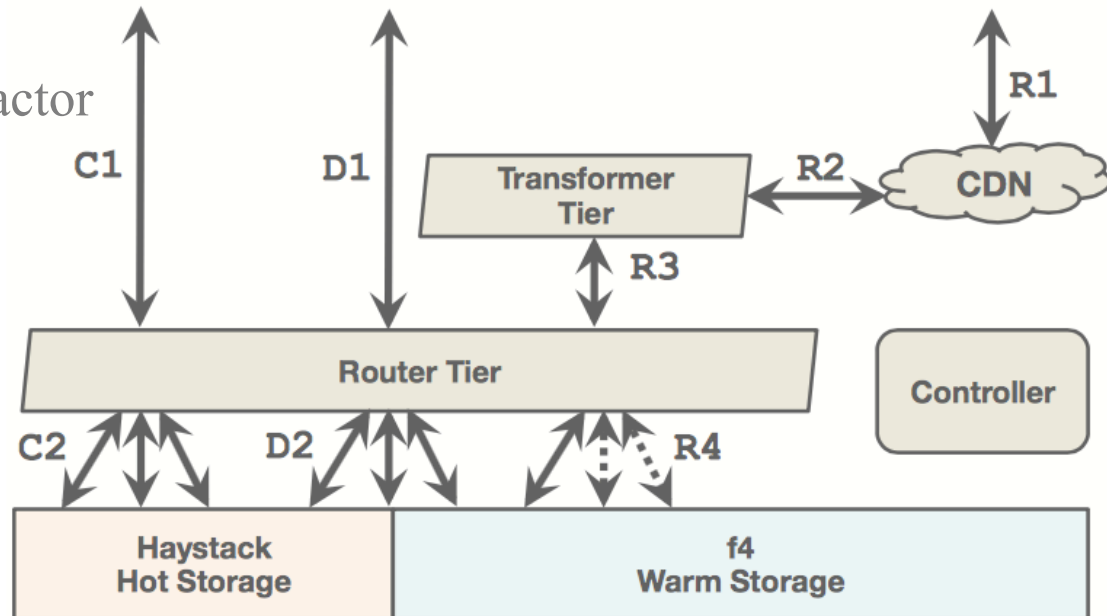 actor
C1
D1
R1
Transformer
Tier
R2
CDN
R3
Router Tier
Controller
C2
D2
R4
Haystack
Hot Storage
f4
Warm Storage